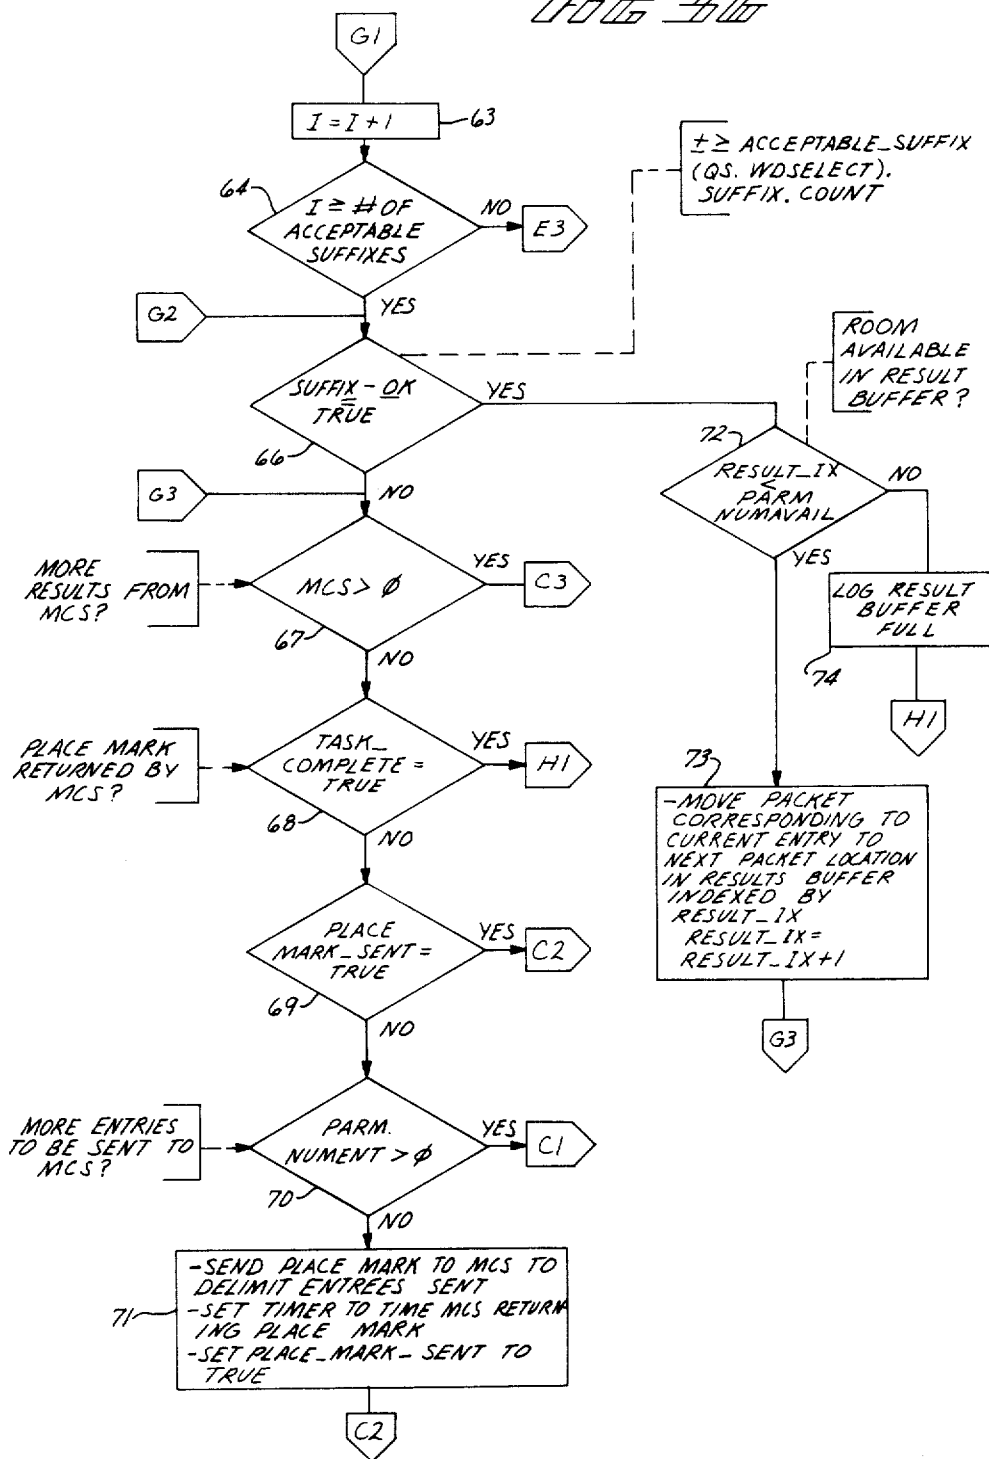 FIG 3G
G1
I = I + 1
63
± ≥ ACCEPTABLE_SUFFIX
(QS. WDSELECT).
SUFFIX. COUNT
64
I ≥ # OF
ACCEPTABLE
SUFFIXES
NO
E3
YES
G2
SUFFIX - OK
=
TRUE
YES
66
NO
ROOM
AVAILABLE
IN RESULT
BUFFER?
72
RESULT_IX
<
PARM
NUMAVAIL
NO
YES
G3
MORE
RESULTS FROM
MCS?
MCS > Ø
YES
C3
67
NO
LOG RESULT
BUFFER
FULL
74
H1
PLACE MARK
RETURNED BY
MCS?
TASK_
COMPLETE =
TRUE
YES
H1
68
NO
73
-MOVE PACKET
CORRESPONDING TO
CURRENT ENTRY TO
NEXT PACKET LOCATION
IN RESULTS BUFFER
INDEXED BY
RESULT_IX
RESULT_IX =
RESULT_IX+1
G3
PLACE
MARK_SENT =
TRUE
YES
C2
69
NO
MORE ENTRIES
TO BE SENT TO
MCS?
PARM.
NUMENT > Ø
YES
C1
70
NO
71
-SEND PLACE MARK TO MCS TO
DELIMIT ENTREES SENT
-SET TIMER TO TIME MCS RETURN
ING PLACE MARK
-SET PLACE_MARK_SENT TO
TRUE
C2